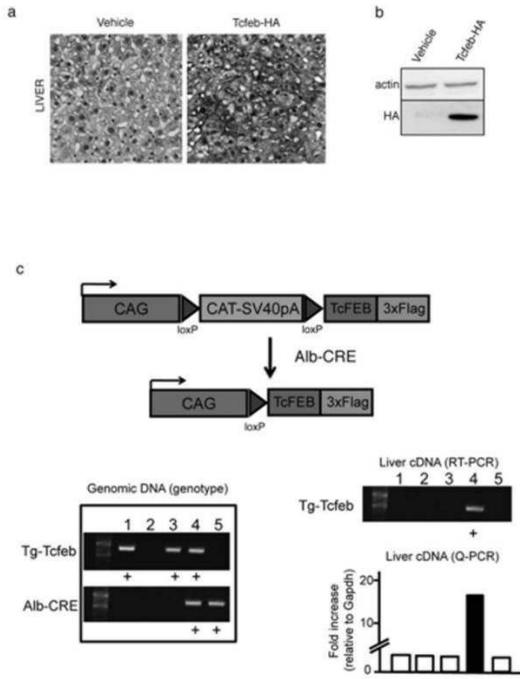 a
Vehicle
Tcfeb-HA
LIVER
b
Vehicle
Tcfeb-HA
actin
HA
c
CAG
CAT-SV40pA
TcFEB
3xFlag
loxP
loxP
Alb-CRE
CAG
TcFEB
3xFlag
loxP
Genomic DNA (genotype)
1 2 3 4 5
Tg-Tcfeb
+ + +
Alb-CRE
+ +
Liver cDNA (RT-PCR)
1 2 3 4 5
Tg-Tcfeb
+
Liver cDNA (Q-PCR)
Fold increase
(relative to Gapdh)
20
10
0